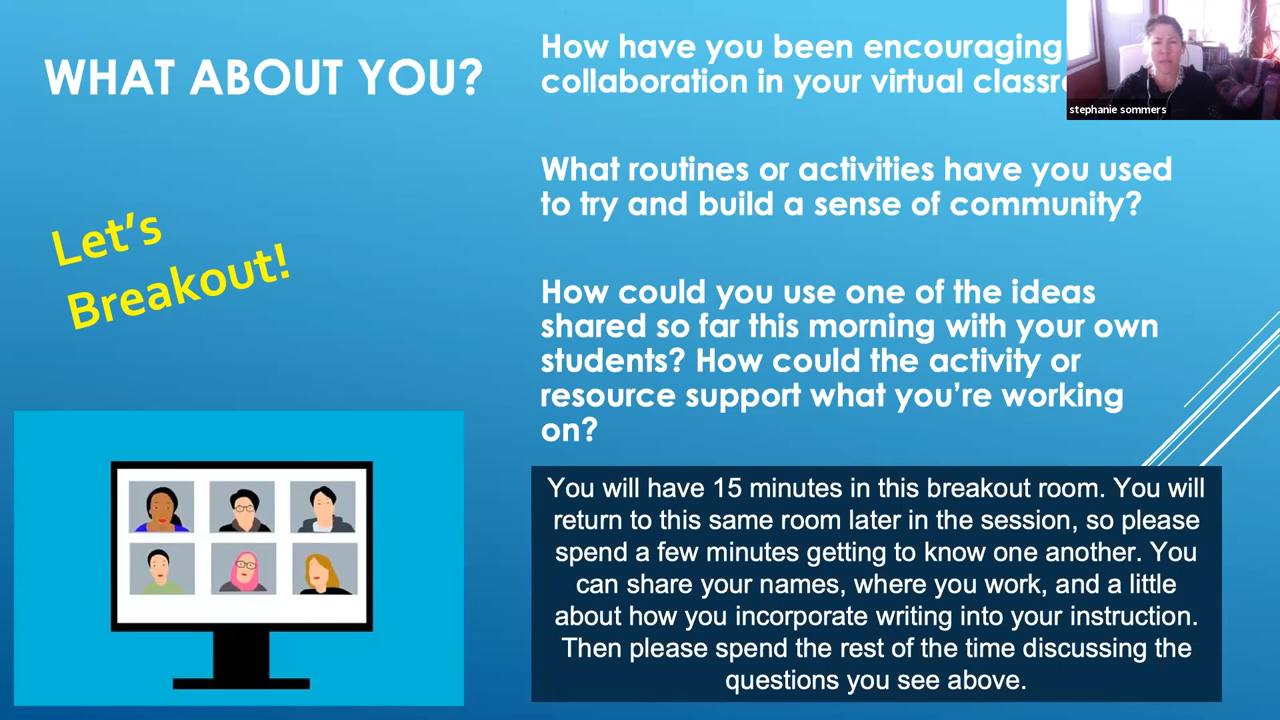 WHAT ABOUT YOU?
Let's
Breakout!
How have you been encouraging
collaboration in your virtual
What routines or activities have you used
to try and build a sense of community?
How could you use one of the ideas
shared so far this morning with your own
students? How could the activity or
resource support what you're working
on?
You will have 15 minutes in this breakout room. You will
return to this same room later in the session, so please
spend a few minutes getting to know one another. You
can share your names, where you work, and a little
about how you incorporate writing into your instruction.
Then please spend the rest of the time discussing the
questions you see above.
stephanie sommers